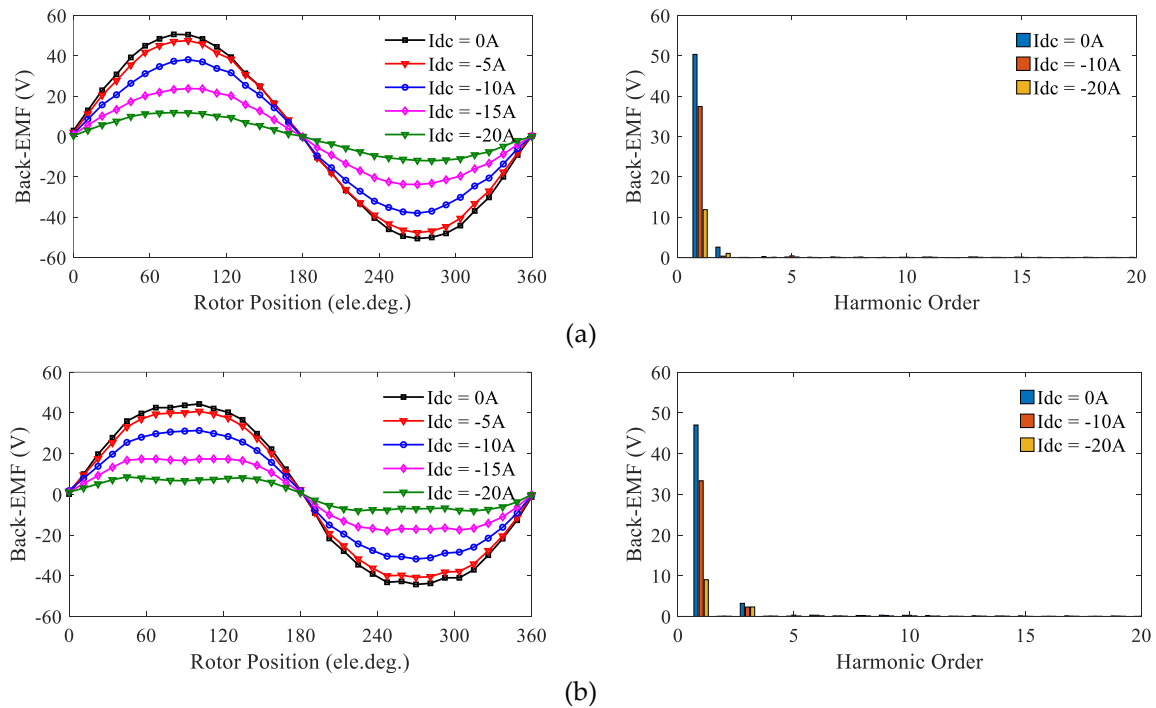 60
40
20
0
-20
-40
-60
Back-EMF (V)
Idc = 0A
Idc = -5A
Idc = -10A
Idc = -15A
Idc = -20A
0 60 120 180 240 300 360
Rotor Position (ele.deg.)
60
50
40
30
20
10
0
Back-EMF (V)
Idc = 0A
Idc = -10A
Idc = -20A
0 5 10 15 20
Harmonic Order
(a)
60
40
20
0
-20
-40
-60
Back-EMF (V)
Idc = 0A
Idc = -5A
Idc = -10A
Idc = -15A
Idc = -20A
0 60 120 180 240 300 360
Rotor Position (ele.deg.)
60
50
40
30
20
10
0
Back-EMF (V)
Idc = 0A
Idc = -10A
Idc = -20A
0 5 10 15 20
Harmonic Order
(b)